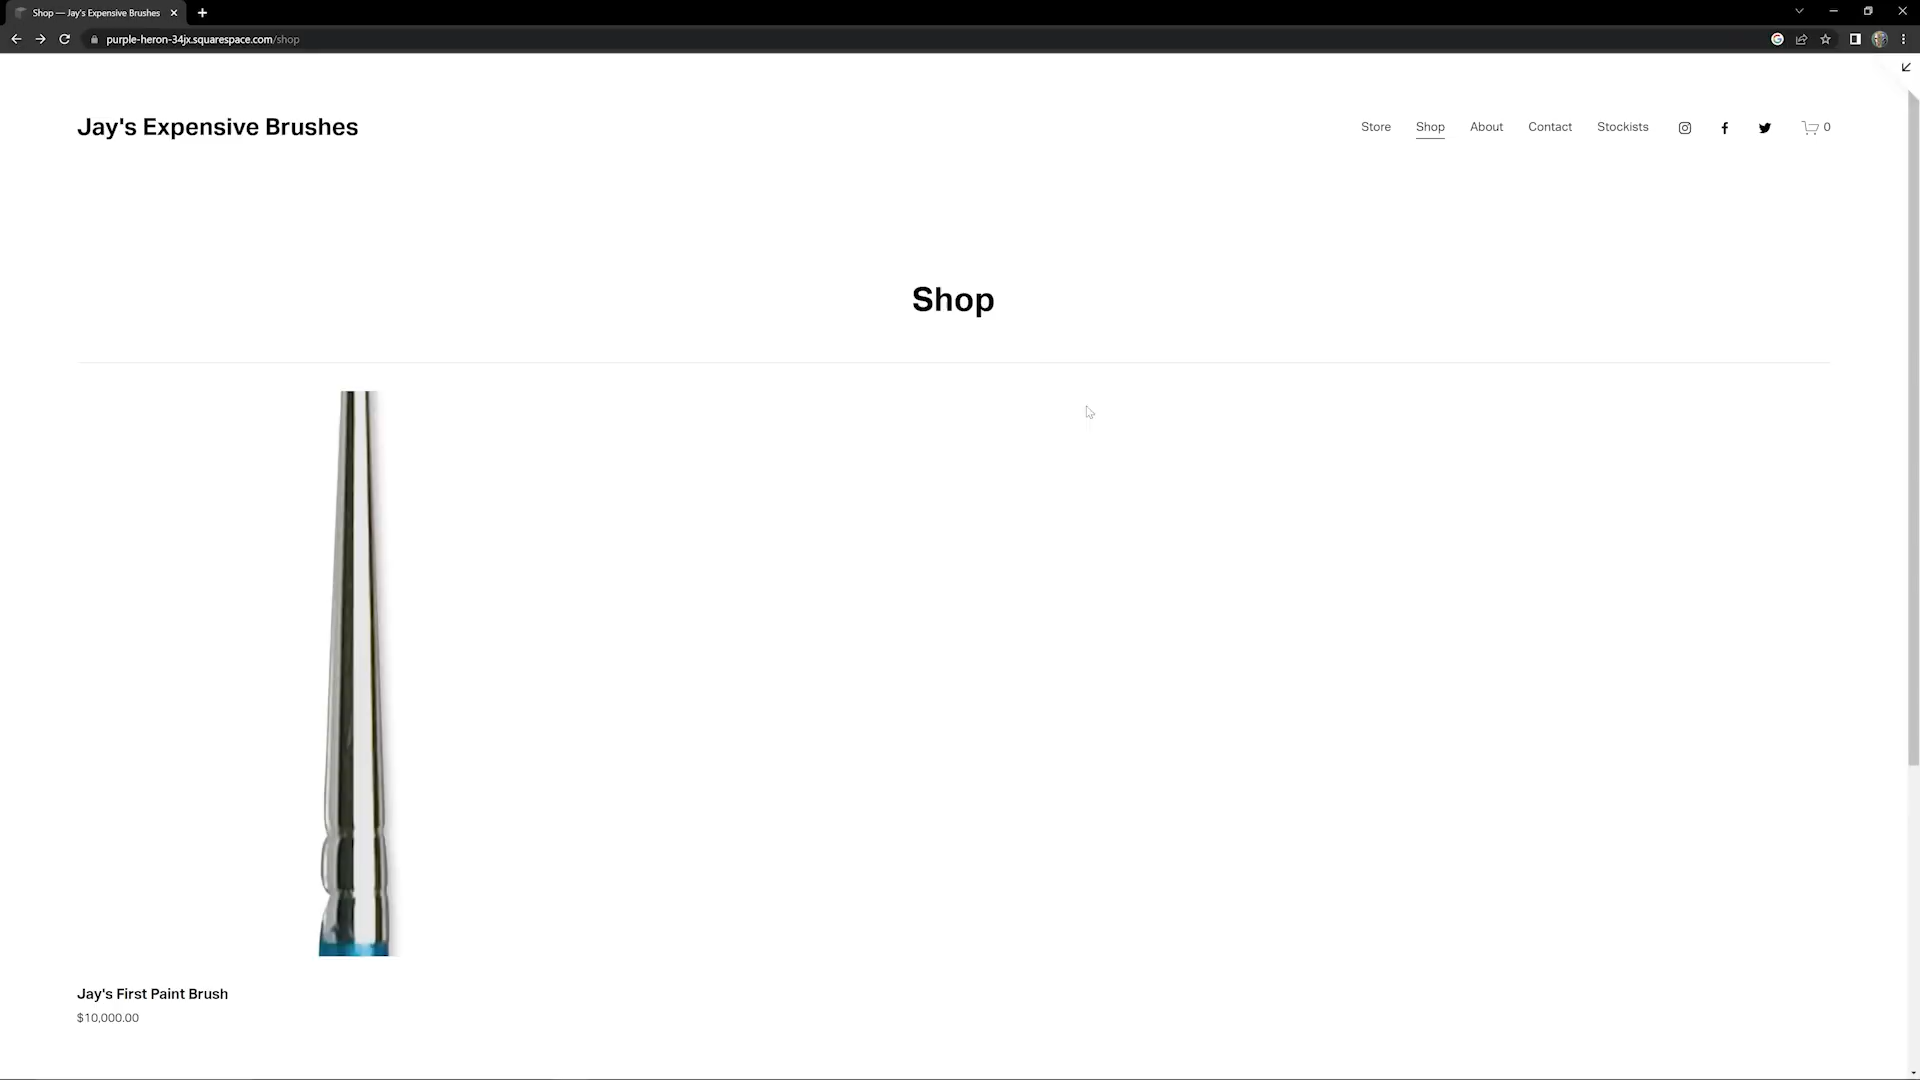 Shop — Jay's Expensive Brushes
purple-heron-34jx.squarespace.com/shop
Jay's Expensive Brushes
Store Shop About Contact Stockists 0
Shop
Jay's First Paint Brush
$10,000.00